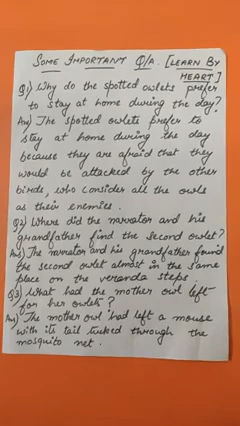 SOME IMPORTANT Q/A. [LEARN BY
HEART]
Q1) Why do the spotted owlets prefer
to stay at home during the day?
Ans) The spotted owlets prefer to
stay at home during the day
because they are afraid that they
would be attacked by the other
birds, who consider all the owls
as their enemies.
Q2) Where did the narrator and his
grandfather find the second owlet?
Ans) The narrator and his grandfather found
the second owlet almost in the same
place on the veranda steps
Q3) What had the mother owl left
for her owlets?
Ans) The mother owl had left a mouse
with its tail tucked through the
mosquito net.